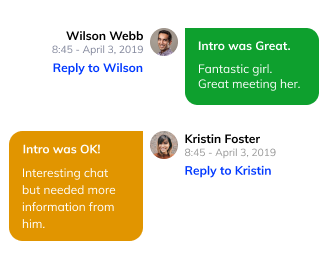 Wilson Webb
8:45 - April 3, 2019
Reply to Wilson
Intro was Great.
Fantastic girl.
Great meeting her.
Intro was OK!
Interesting chat
but needed more
information from
him.
Kristin Foster
8:45 - April 3, 2019
Reply to Kristin